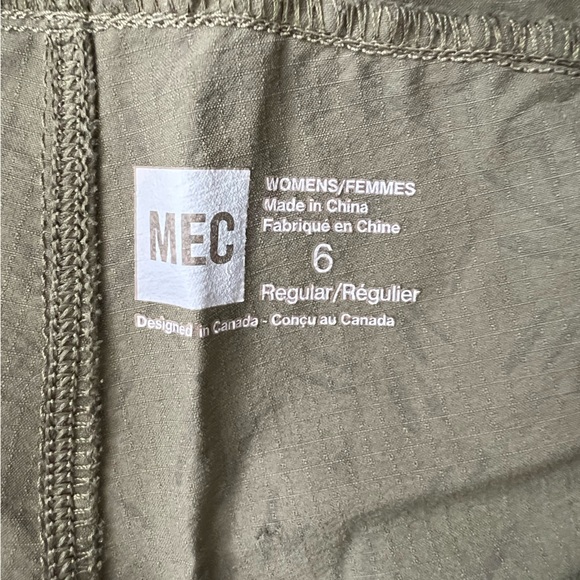 MEC
WOMENS/FEMMES
Made in China
Fabriqué en Chine
6
Regular/Régulier
Designed in Canada - Conçu au Canada